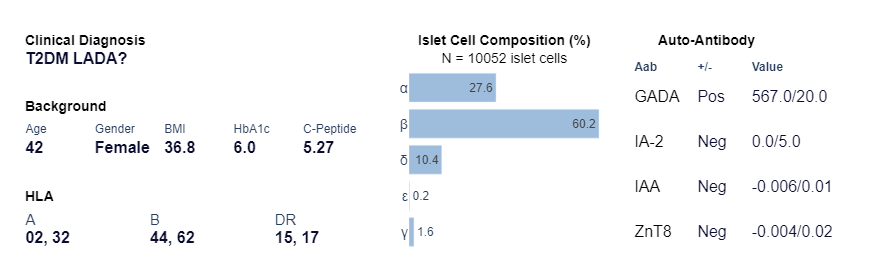 Clinical Diagnosis
T2DM LADA?
Background
Age Gender BMI HbA1c C-Peptide
42 Female 36.8 6.0 5.27
HLA
A B DR
02, 32 44, 62 15, 17
Islet Cell Composition (%)
N = 10052 islet cells
α 27.6
β 60.2
δ 10.4
ε 0.2
γ 1.6
Auto-Antibody
Aab +/- Value
GADA Pos 567.0/20.0
IA-2 Neg 0.0/5.0
IAA Neg -0.006/0.01
ZnT8 Neg -0.004/0.02